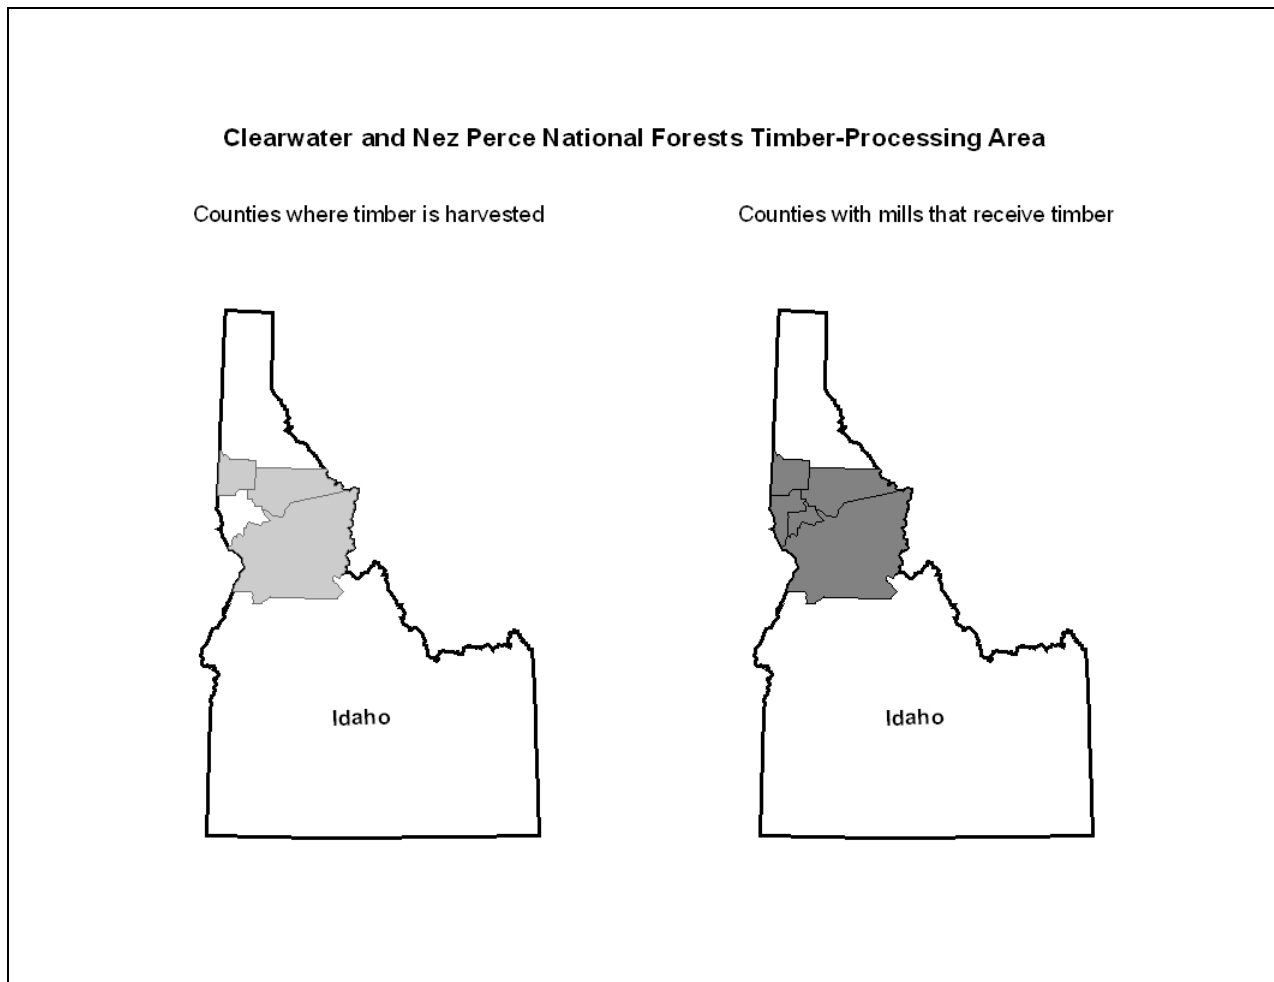 Clearwater and Nez Perce National Forests Timber-Processing Area
Counties where timber is harvested
Counties with mills that receive timber
Idaho
Idaho